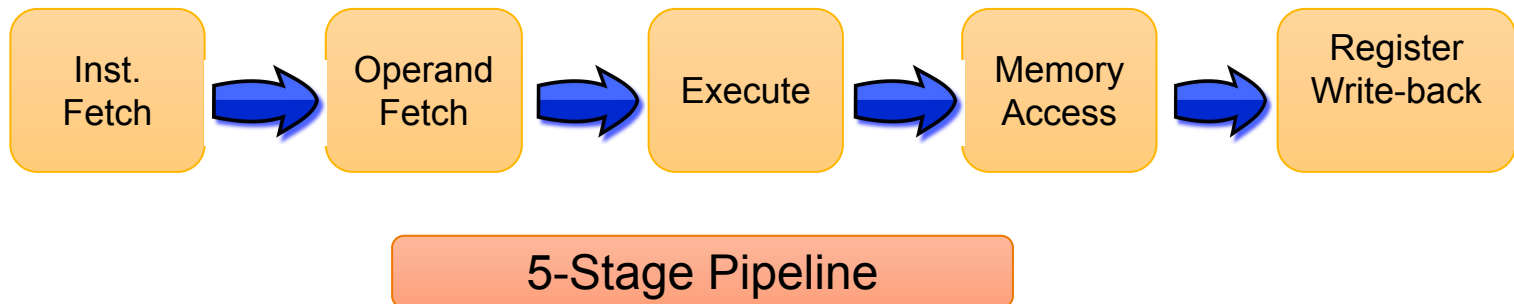 Inst.
Fetch
Operand
Fetch
Execute
Memory
Access
Register
Write-back
5-Stage Pipeline